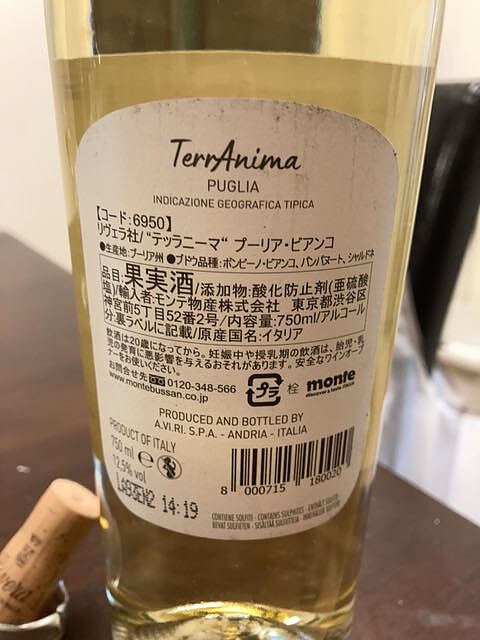 TerrAnima
PUGLIA
INDICAZIONE GEOGRAFICA TIPICA
【コード:6950】
リヴェラ社/“テッラニーマ“ プーリア・ビアンコ
●生産地:プーリア州 ●ブドウ品種:ボンビーノ・ビアンコ、パンパヌート、シャルドネ
品目:果実酒/添加物:酸化防止剤(亜硫酸
塩)/輸入者:モンテ物産株式会社 東京都渋谷区
神宮前5丁目52番2号/内容量:750ml/アルコール
分:裏ラベルに記載/原産国名:イタリア
飲酒は20歳になってから。妊娠中や授乳期の飲酒は、胎児・乳
児の発育に悪影響を与えるおそれがあります。安全なワインオープ
ナーをお使いください。
お問合せ先 0120-348-566
www.montebussan.co.jp
プラ 栓 monte
discover & taste ITALIA
PRODUCED AND BOTTLED BY
A.VI.RI. S.P.A. - ANDRIA - ITALIA
PRODUCT OF ITALY
750 ml e
12.5% vol
14:19
8 000715 180020
CONTIENE SOLFITI - CONTAINS SULPHITES - ENTHÄLT SULFITE